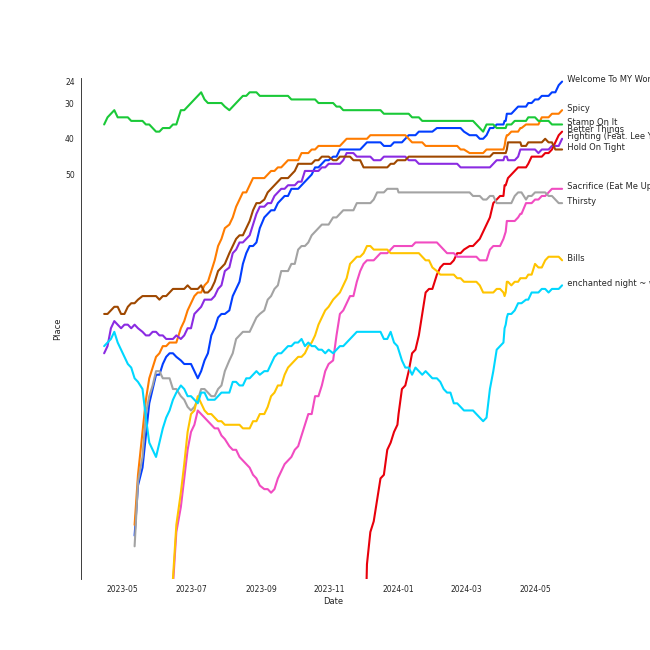 24
30
40
50
Place
Welcome To MY Wor
Spicy
Stamp On It
Better Things
Fighting (Feat. Lee Y
Hold On Tight
Sacrifice (Eat Me Up
Thirsty
Bills
enchanted night ~
2023-05
2023-07
2023-09
2023-11
2024-01
2024-03
2024-05
Date